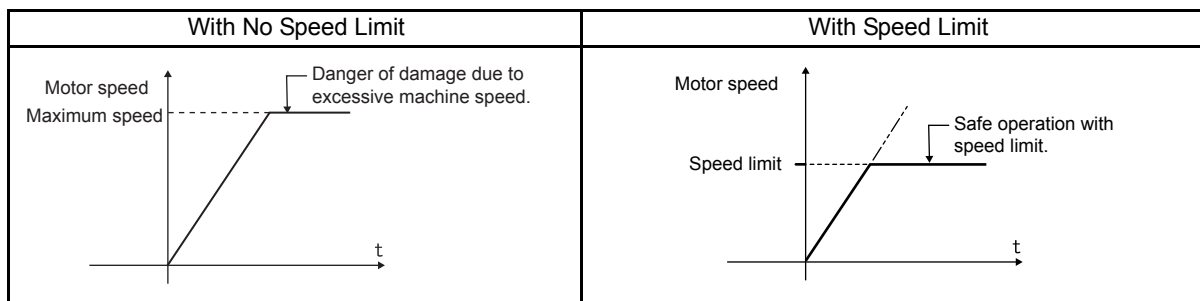 With No Speed Limit
Motor speed
Maximum speed
Danger of damage due to
excessive machine speed.
t
With Speed Limit
Motor speed
Speed limit
Safe operation with
speed limit.
t